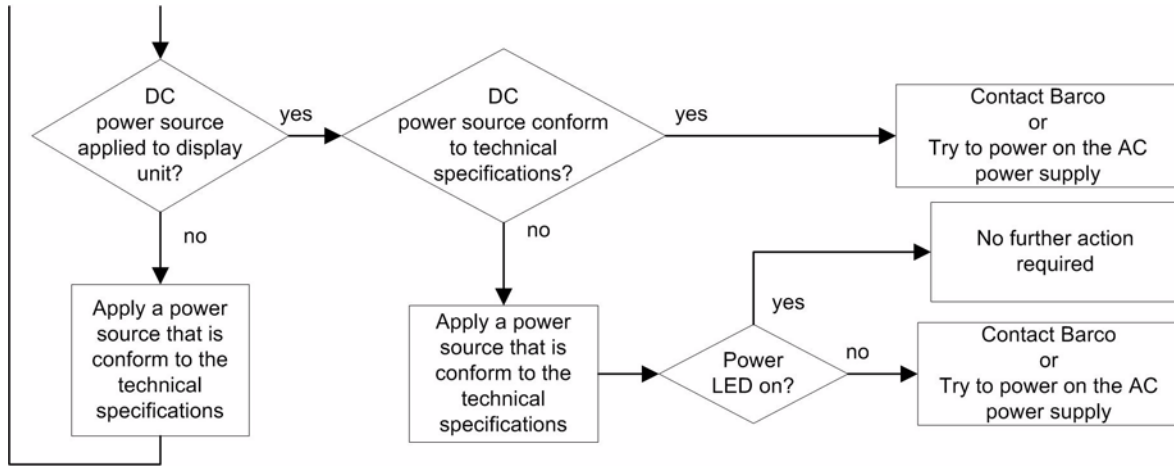 DC
power source
applied to display
unit?
yes
DC
power source conform
to technical
specifications?
yes
Contact Barco
or
Try to power on the AC
power supply
no
no
Apply a power
source that is
conform to the
technical
specifications
Apply a power
source that is
conform to the
technical
specifications
Power
LED on?
yes
No further action
required
no
Contact Barco
or
Try to power on the AC
power supply